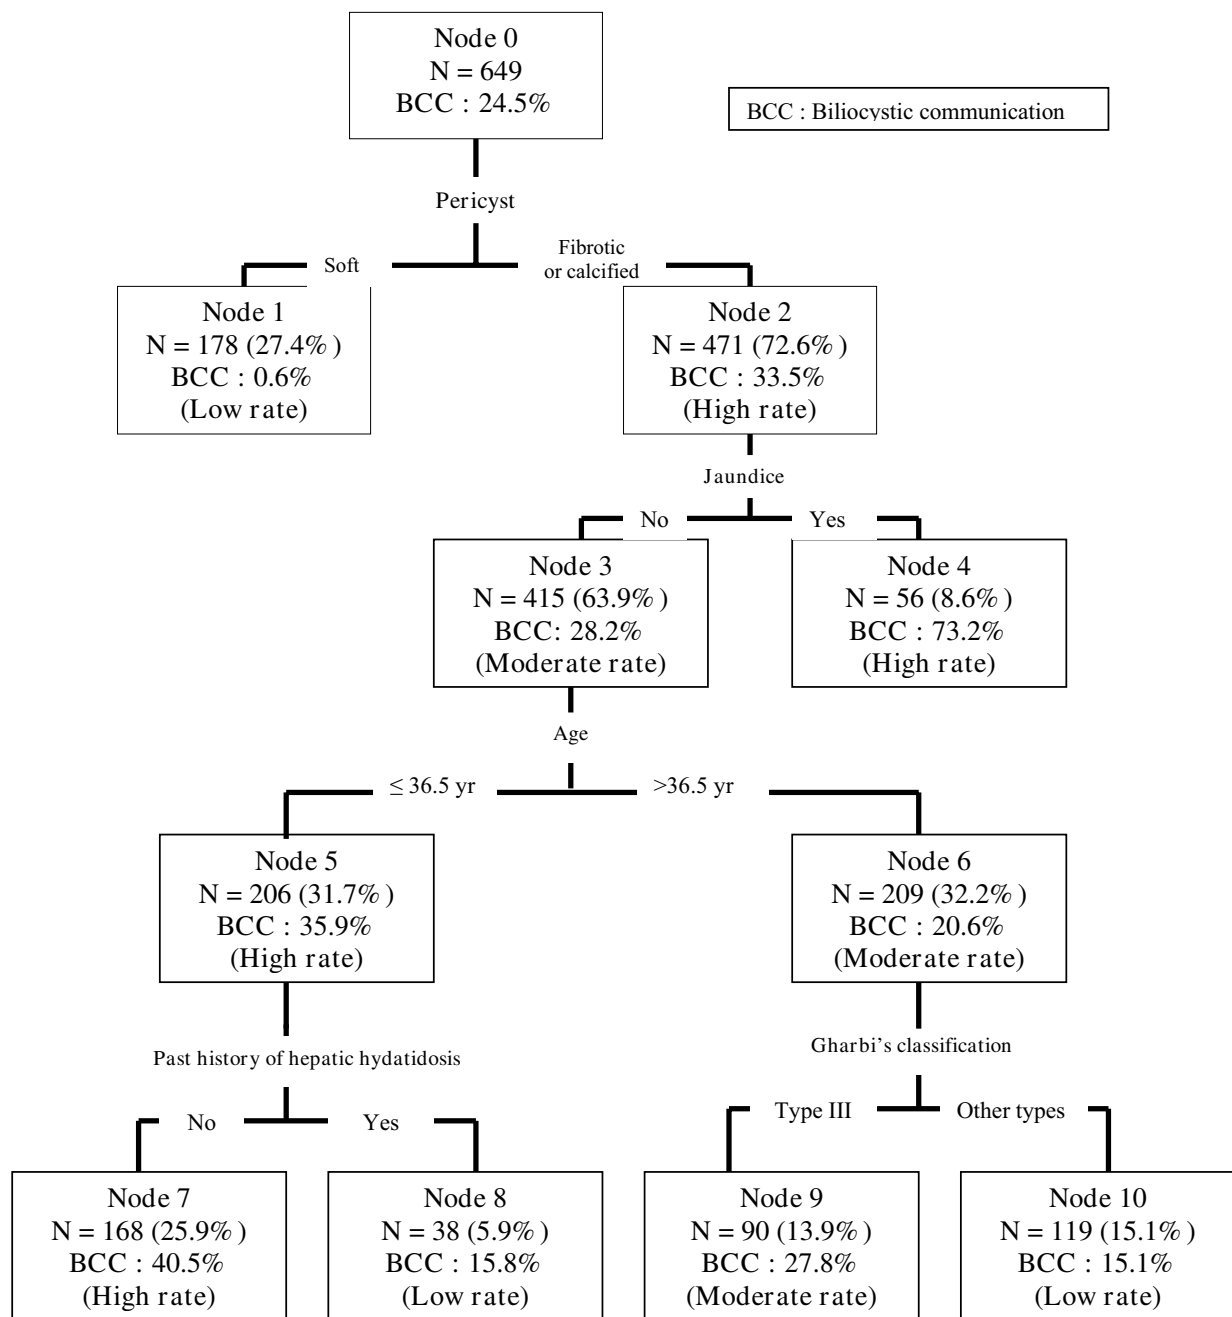 Node 0
N = 649
BCC : 24.5%
BCC : Biliocystic communication
Pericyst
Soft
Fibrotic
or calcified
Node 1
N = 178 (27.4%)
BCC : 0.6%
(Low rate)
Node 2
N = 471 (72.6%)
BCC : 33.5%
(High rate)
Jaundice
No
Yes
Node 3
N = 415 (63.9%)
BCC: 28.2%
(Moderate rate)
Node 4
N = 56 (8.6%)
BCC : 73.2%
(High rate)
Age
≤ 36.5 yr
>36.5 yr
Node 5
N = 206 (31.7%)
BCC : 35.9%
(High rate)
Node 6
N = 209 (32.2%)
BCC : 20.6%
(Moderate rate)
Past history of hepatic hydatidosis
Gharbi's classification
No
Yes
Type III
Other types
Node 7
N = 168 (25.9%)
BCC : 40.5%
(High rate)
Node 8
N = 38 (5.9%)
BCC : 15.8%
(Low rate)
Node 9
N = 90 (13.9%)
BCC : 27.8%
(Moderate rate)
Node 10
N = 119 (15.1%)
BCC : 15.1%
(Low rate)